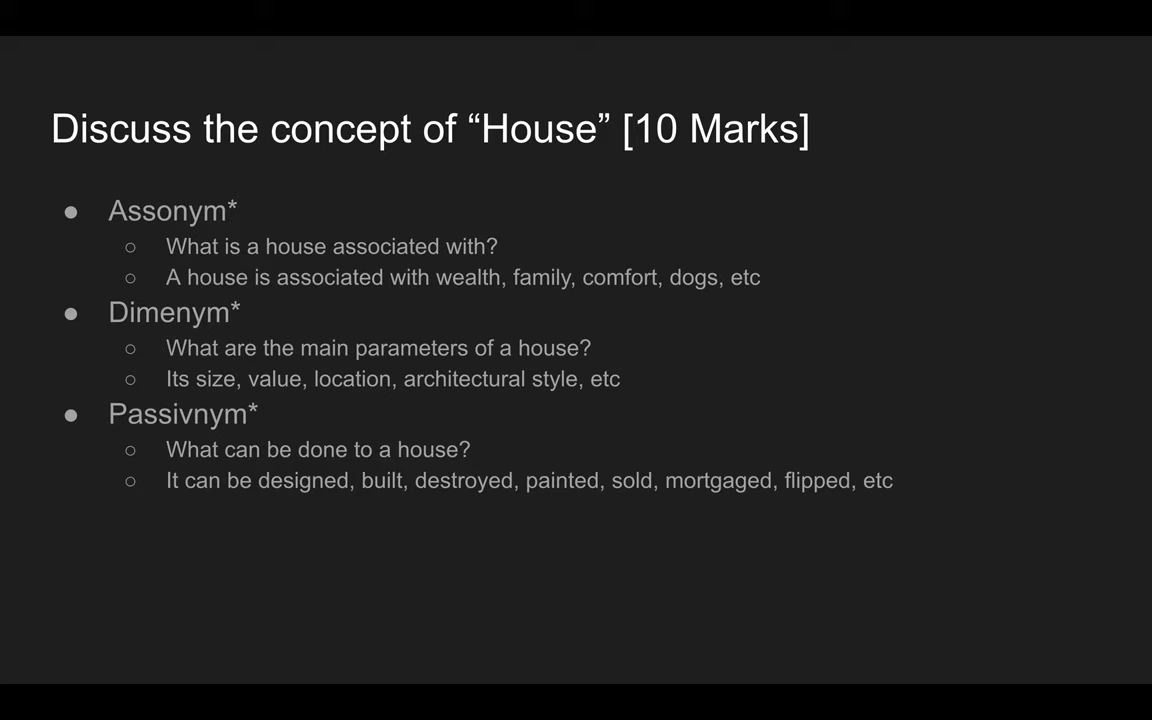 Discuss the concept of “House” [10 Marks]
● Assonym*
○ What is a house associated with?
○ A house is associated with wealth, family, comfort, dogs, etc
● Dimenym*
○ What are the main parameters of a house?
○ Its size, value, location, architectural style, etc
● Passivnym*
○ What can be done to a house?
○ It can be designed, built, destroyed, painted, sold, mortgaged, flipped, etc